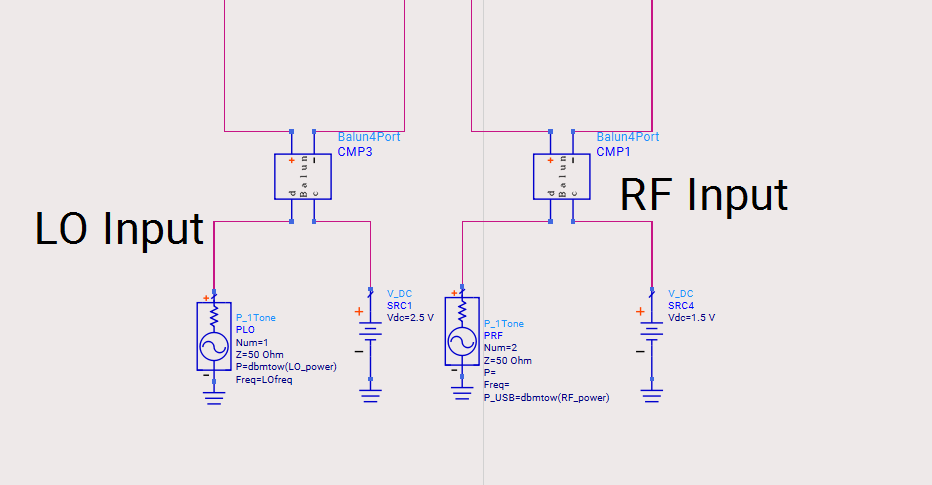 Balun4Port
CMP3
+
d
Balun
c
LO Input
+
P_1Tone
PLO
Num=1
Z=50 Ohm
P=dbmtow(LO_power)
Freq=LOfreq
+
V_DC
SRC1
Vdc=2.5 V
Balun4Port
CMP1
+
d
Balun
c
RF Input
+
P_1Tone
PRF
Num=2
Z=50 Ohm
P=
Freq=
P_USB=dbmtow(RF_power)
+
V_DC
SRC4
Vdc=1.5 V